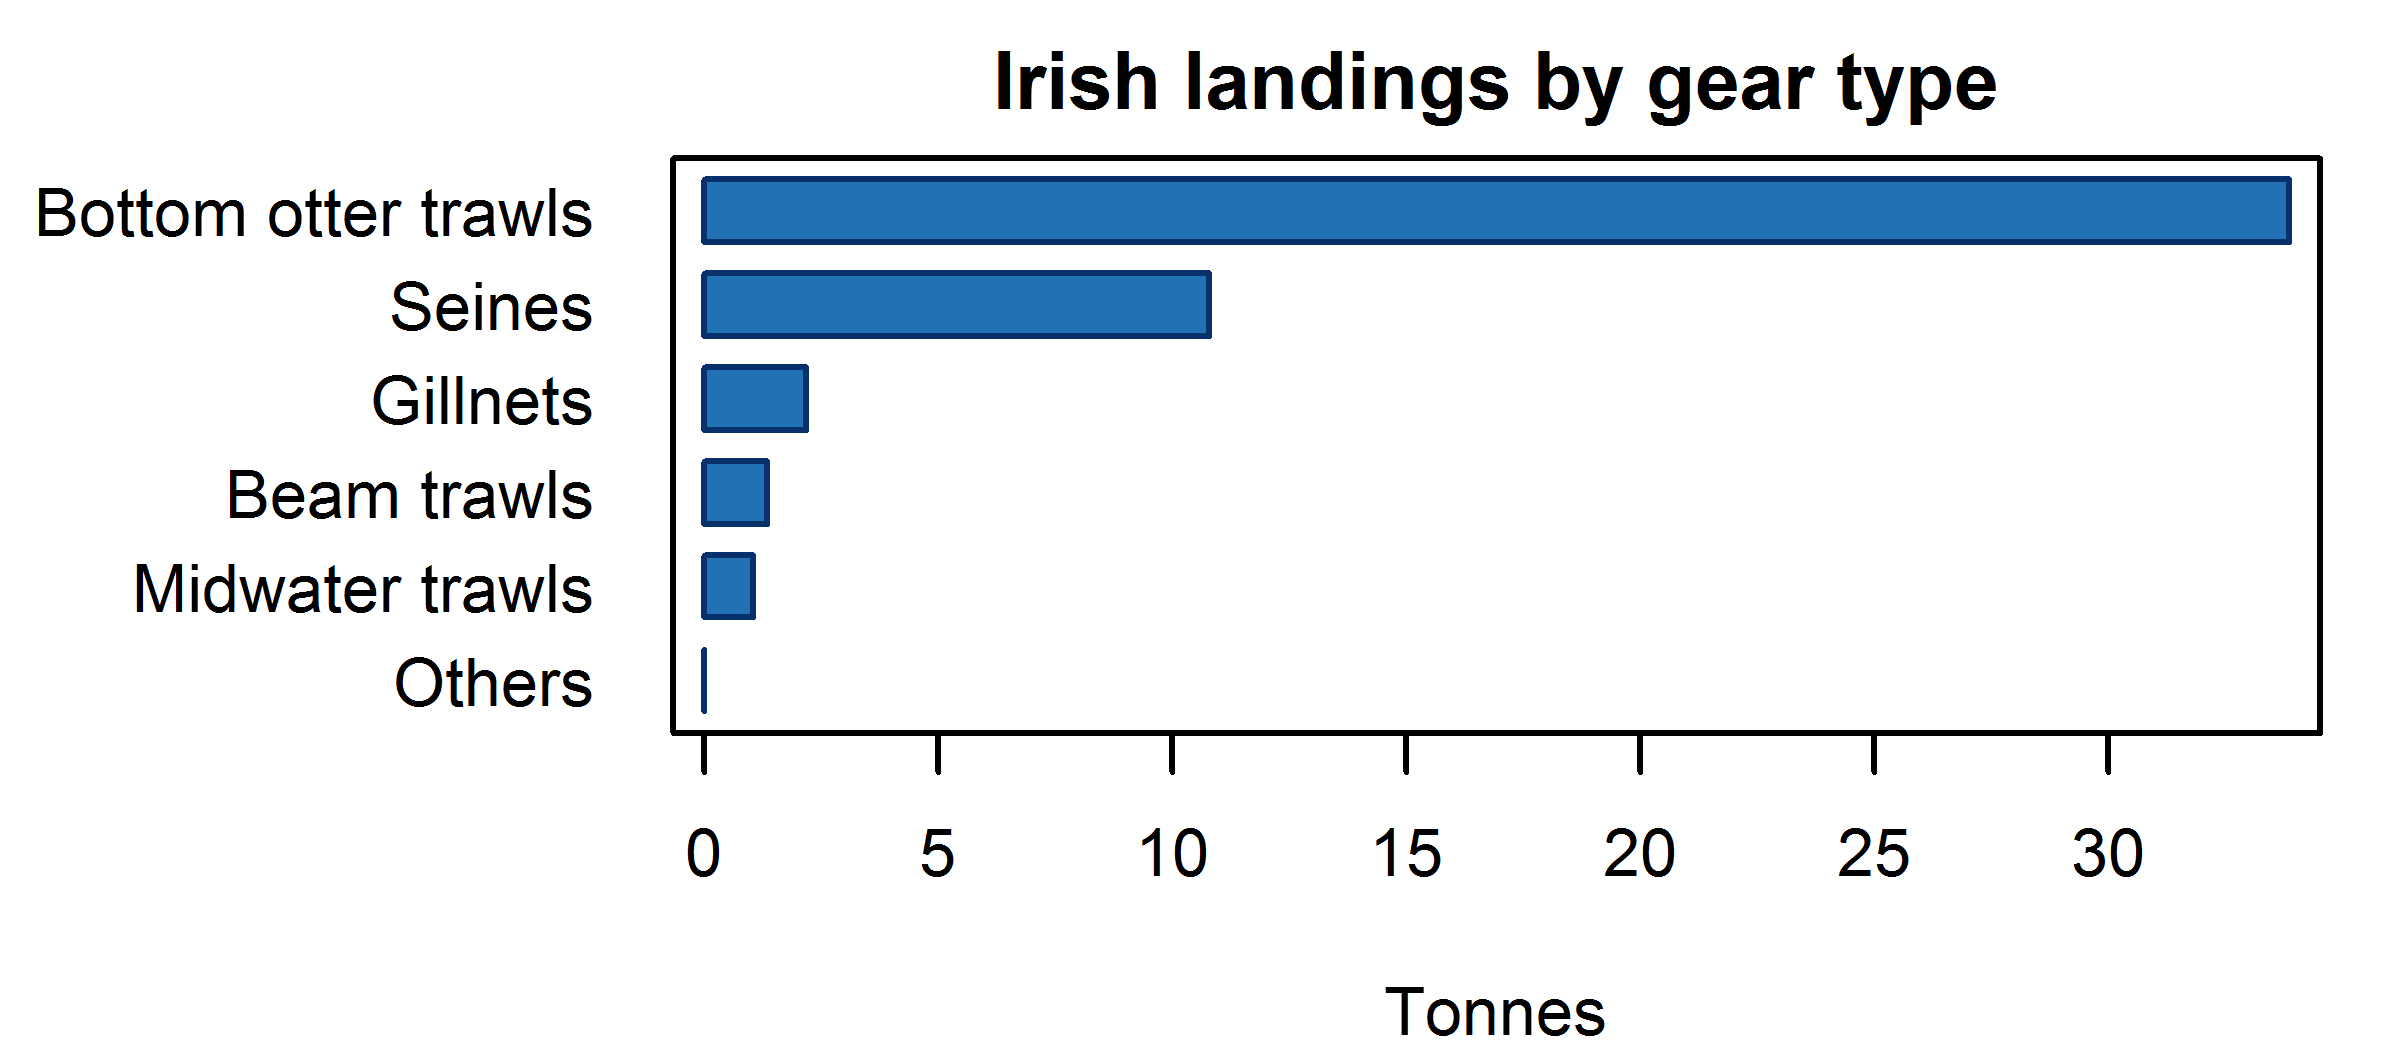 Irish landings by gear type
Bottom otter trawls
Seines
Gillnets
Beam trawls
Midwater trawls
Others
0 5 10 15 20 25 30
Tonnes